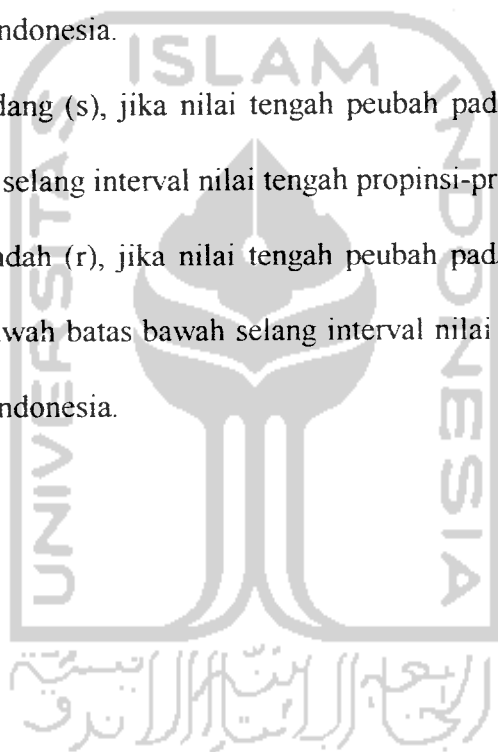 ndonesia.
ISLAM
dang (s), jika nilai tengah peubah pad
selang interval nilai tengah propinsi-pr
ndah (r), jika nilai tengah peubah pad
wah batas bawah selang interval nilai
ndonesia.
UNIVERSITAS
INDONESIA